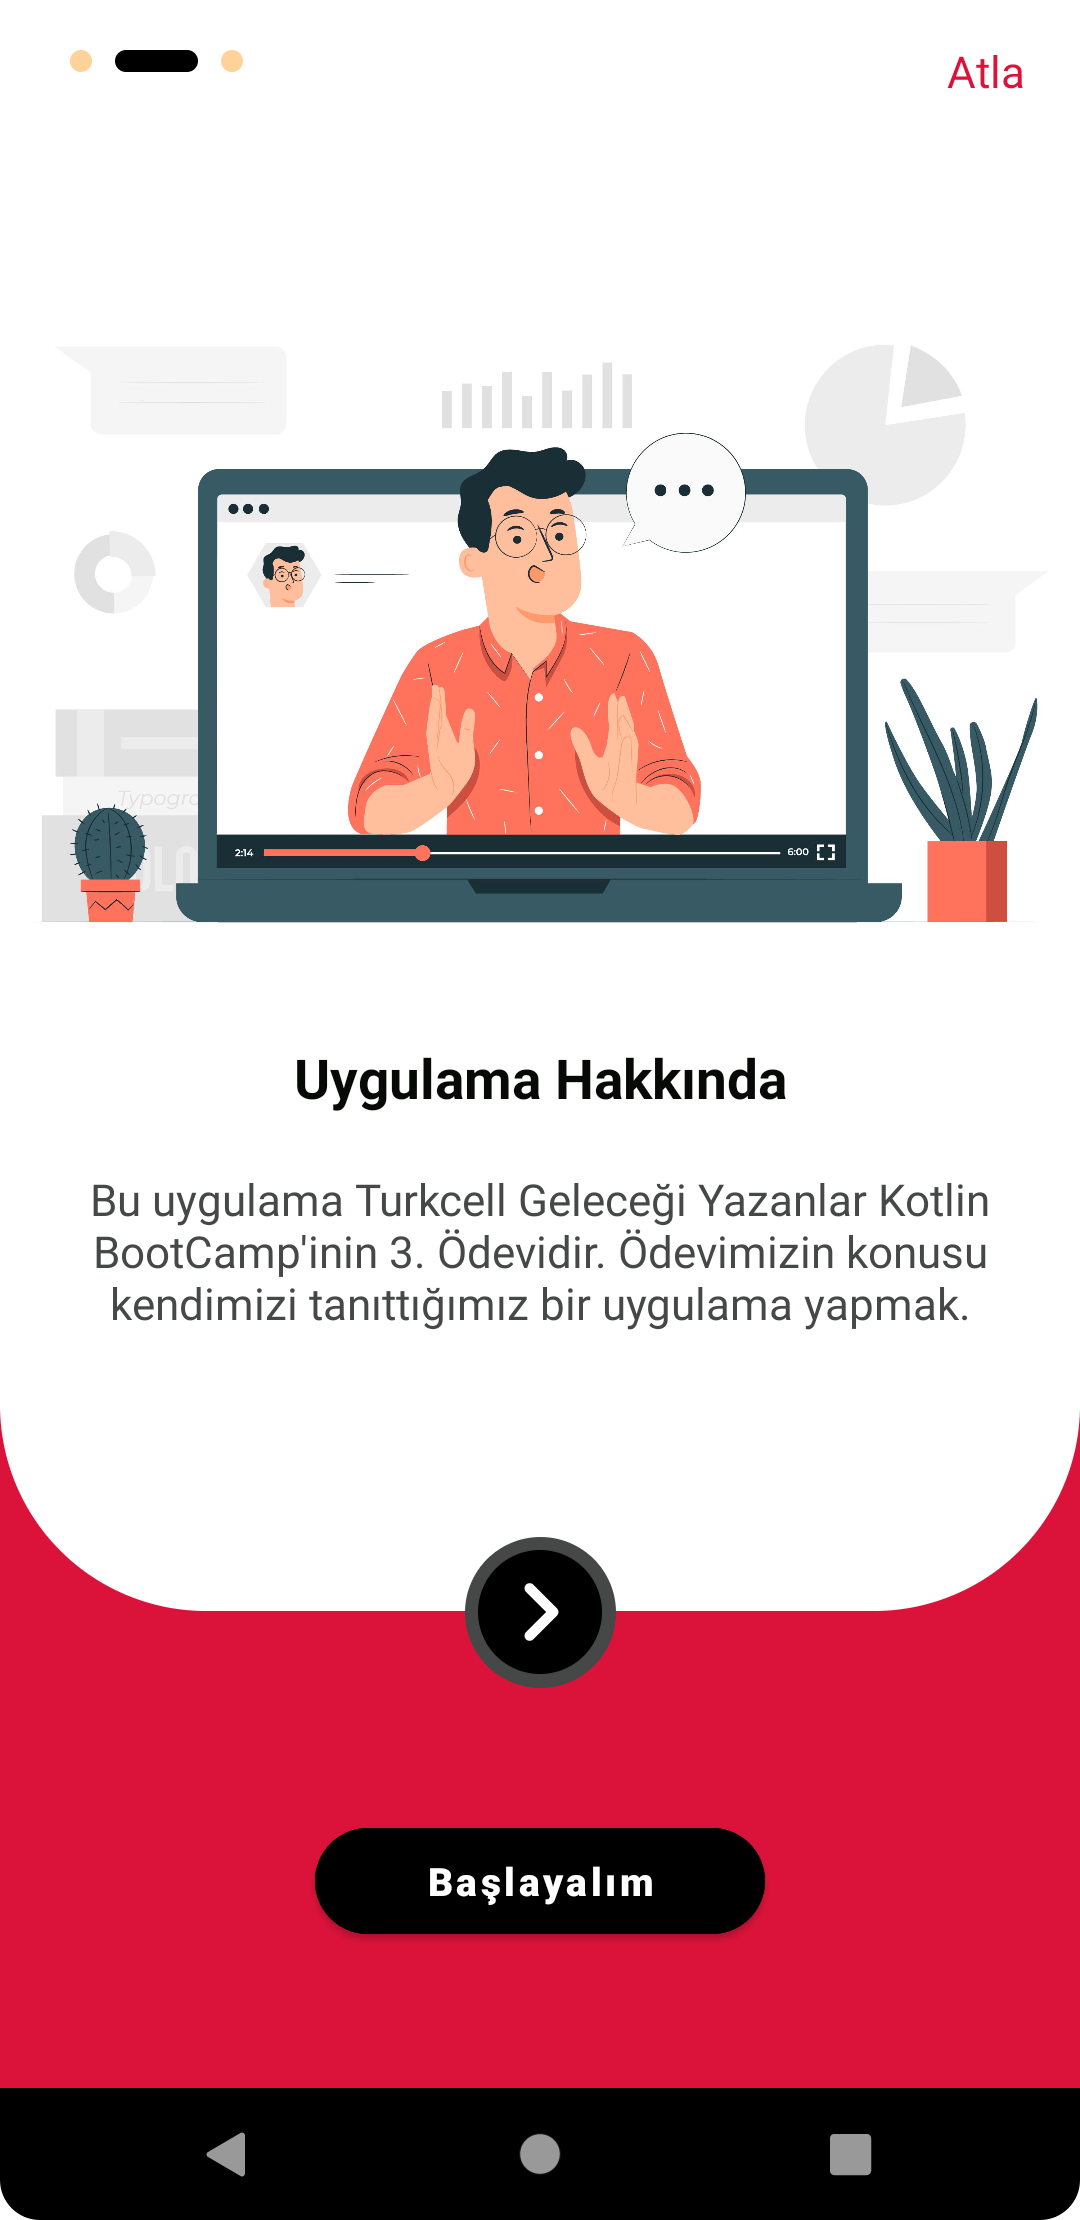 Atla
Typogr
2:14
6:00
Uygulama Hakkında
Bu uygulama Turkcell Geleceği Yazanlar Kotlin
BootCamp'inin 3. Ödevidir. Ödevimizin konusu
kendimizi tanıttığımız bir uygulama yapmak.
Başlayalım